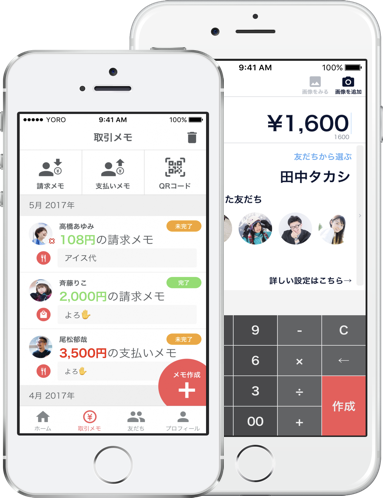 ●●●●● YORO 9:41 AM 100%
取引メモ
請求メモ 支払いメモ QRコード
5月 2017年
高橋あゆみ 未完了
108円の請求メモ
アイス代
斉藤りこ 完了
2,000円の請求メモ
よろ✋
尾松郁哉 未完了
3,500円の支払いメモ
よろ✋
メモ作成
+
4月 2017年
ホーム 取引メモ 友だち プロフィール
9:41 AM 100%
画像をみる 画像を追加
¥1,600
1600
友だちから選ぶ
田中タカシ
た友だち
詳しい設定はこちら→
9 - C
6 × ←
3 ÷ 作成
00 +